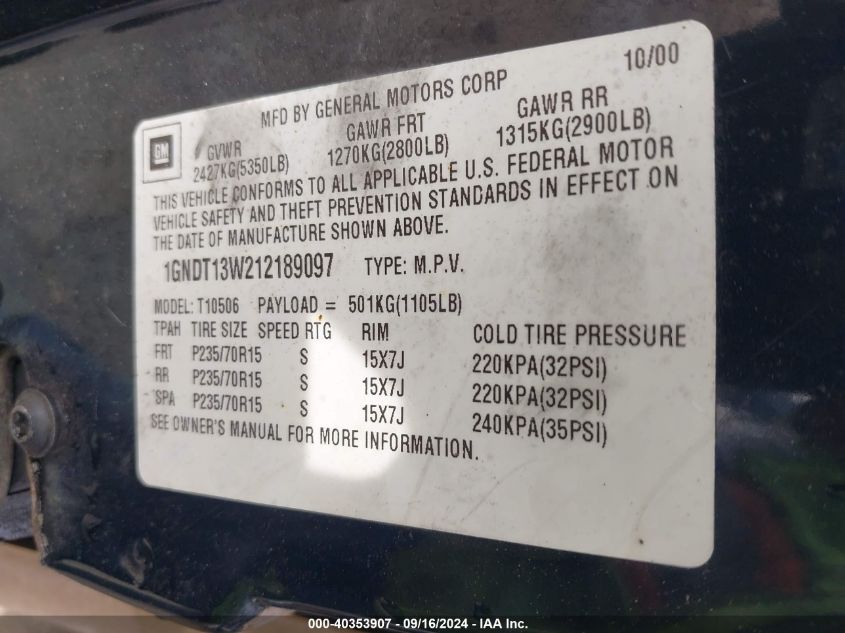 10/00
MFD BY GENERAL MOTORS CORP
GM
GVWR GAWR FRT GAWR RR
2427KG(5350LB) 1270KG(2800LB) 1315KG(2900LB)
THIS VEHICLE CONFORMS TO ALL APPLICABLE U.S. FEDERAL MOTOR
VEHICLE SAFETY AND THEFT PREVENTION STANDARDS IN EFFECT ON
THE DATE OF MANUFACTURE SHOWN ABOVE.
1GNDT13W212189097 TYPE: M.P.V.
MODEL: T10506 PAYLOAD = 501KG(1105LB)
TPAH TIRE SIZE SPEED RTG RIM COLD TIRE PRESSURE
FRT P235/70R15 S 15X7J 220KPA(32PSI)
RR P235/70R15 S 15X7J 220KPA(32PSI)
SPA P235/70R15 S 15X7J 240KPA(35PSI)
SEE OWNER'S MANUAL FOR MORE INFORMATION.
000-40353907 - 09/16/2024 - IAA Inc.